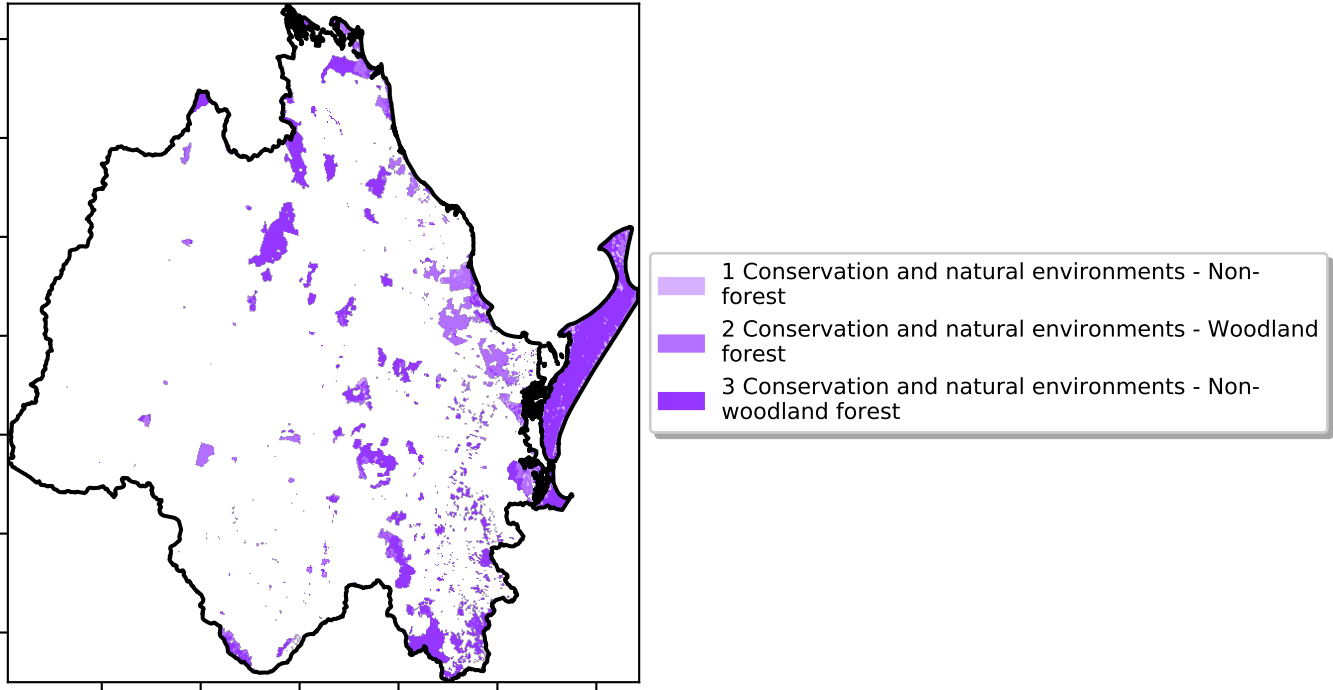 1 Conservation and natural environments - Non-
forest
2 Conservation and natural environments - Woodland
forest
3 Conservation and natural environments - Non-
woodland forest